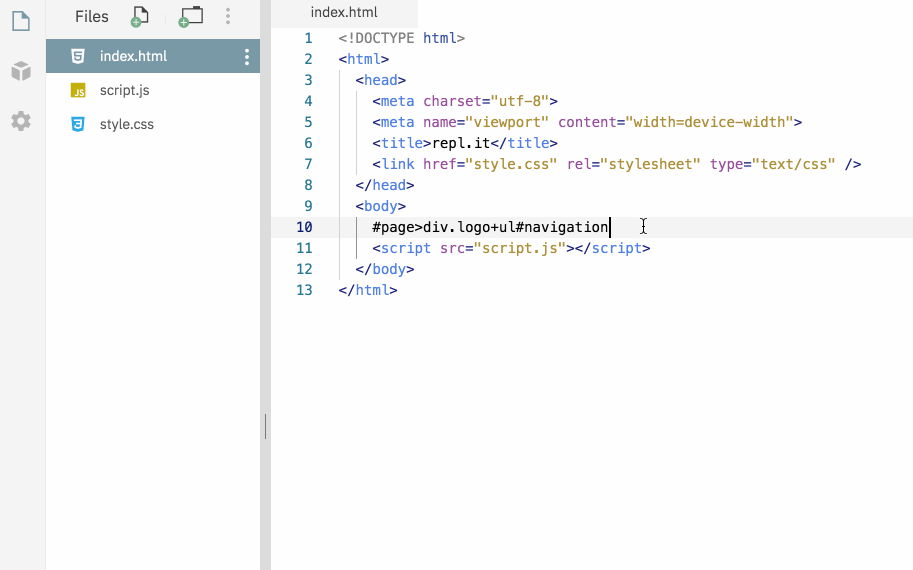 Files
index.html
script.js
JS
style.css
index.html
1 <!DOCTYPE html>
2 <html>
3 <head>
4 <meta charset="utf-8">
5 <meta name="viewport" content="width=device-width">
6 <title>repl.it</title>
7 <link href="style.css" rel="stylesheet" type="text/css" />
8 </head>
9 <body>
10 #page>div.logo+ul#navigation
11 <script src="script.js"></script>
12 </body>
13 </html>